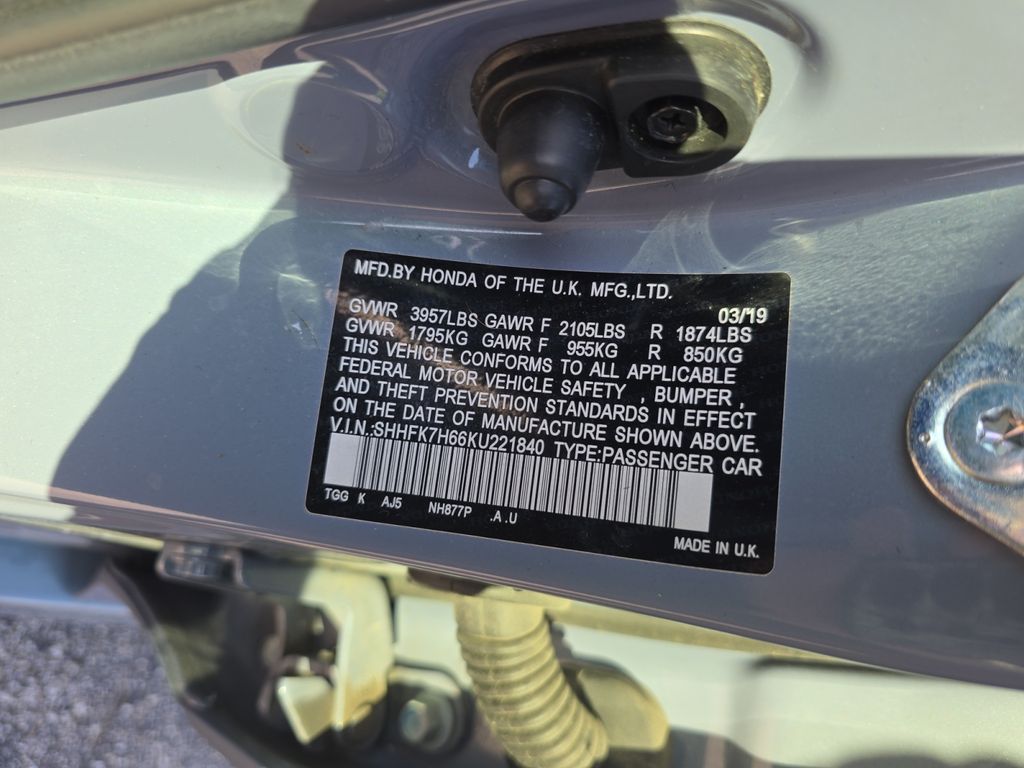 MFD.BY HONDA OF THE U.K. MFG.,LTD.
03/19
GVWR 3957LBS GAWR F 2105LBS R 1874LBS
GVWR 1795KG GAWR F 955KG R 850KG
THIS VEHICLE CONFORMS TO ALL APPLICABLE
FEDERAL MOTOR VEHICLE SAFETY , BUMPER ,
AND THEFT PREVENTION STANDARDS IN EFFECT
ON THE DATE OF MANUFACTURE SHOWN ABOVE.
V.I.N.:SHHFK7H66KU221840 TYPE:PASSENGER CAR
TGG K AJ5 NH877P .A .U
MADE IN U.K.